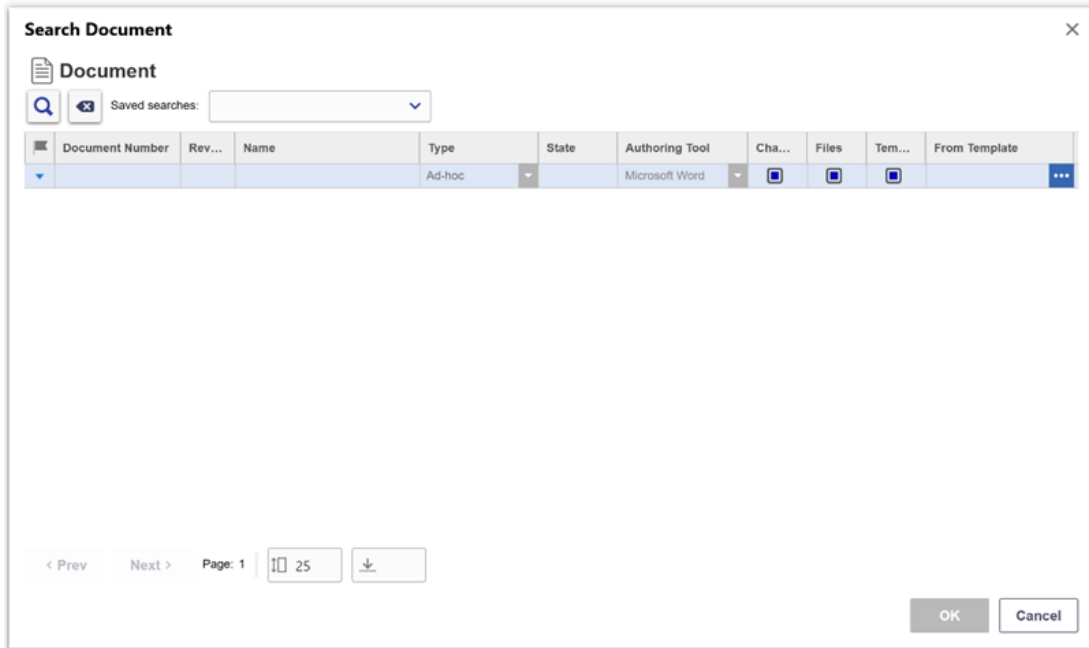 Search Document
Document
Saved searches:
Document Number Rev... Name Type State Authoring Tool Cha... Files Tem... From Template
Ad-hoc Microsoft Word
< Prev Next > Page: 1 25
OK Cancel